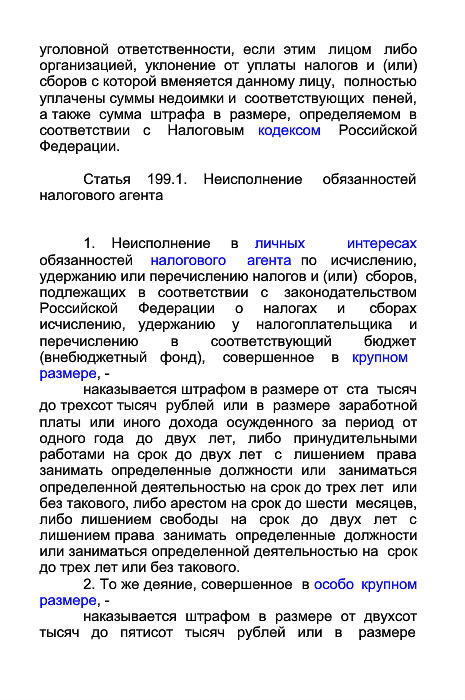 уголовной ответственности, если этим лицом либо
организацией, уклонение от уплаты налогов и (или)
сборов с которой вменяется данному лицу, полностью
уплачены суммы недоимки и соответствующих пеней,
а также сумма штрафа в размере, определяемом в
соответствии с Налоговым кодексом Российской
Федерации.
Статья 199.1. Неисполнение обязанностей
налогового агента
1. Неисполнение в личных интересах
обязанностей налогового агента по исчислению,
удержанию или перечислению налогов и (или) сборов,
подлежащих в соответствии с законодательством
Российской Федерации о налогах и сборах
исчислению, удержанию у налогоплательщика и
перечислению в соответствующий бюджет
(внебюджетный фонд), совершенное в крупном
размере, -
наказывается штрафом в размере от ста тысяч
до трехсот тысяч рублей или в размере заработной
платы или иного дохода осужденного за период от
одного года до двух лет, либо принудительными
работами на срок до двух лет с лишением права
занимать определенные должности или заниматься
определенной деятельностью на срок до трех лет или
без такового, либо арестом на срок до шести месяцев,
либо лишением свободы на срок до двух лет с
лишением права занимать определенные должности
или заниматься определенной деятельностью на срок
до трех лет или без такового.
2. То же деяние, совершенное в особо крупном
размере, -
наказывается штрафом в размере от двухсот
тысяч до пятисот тысяч рублей или в размере